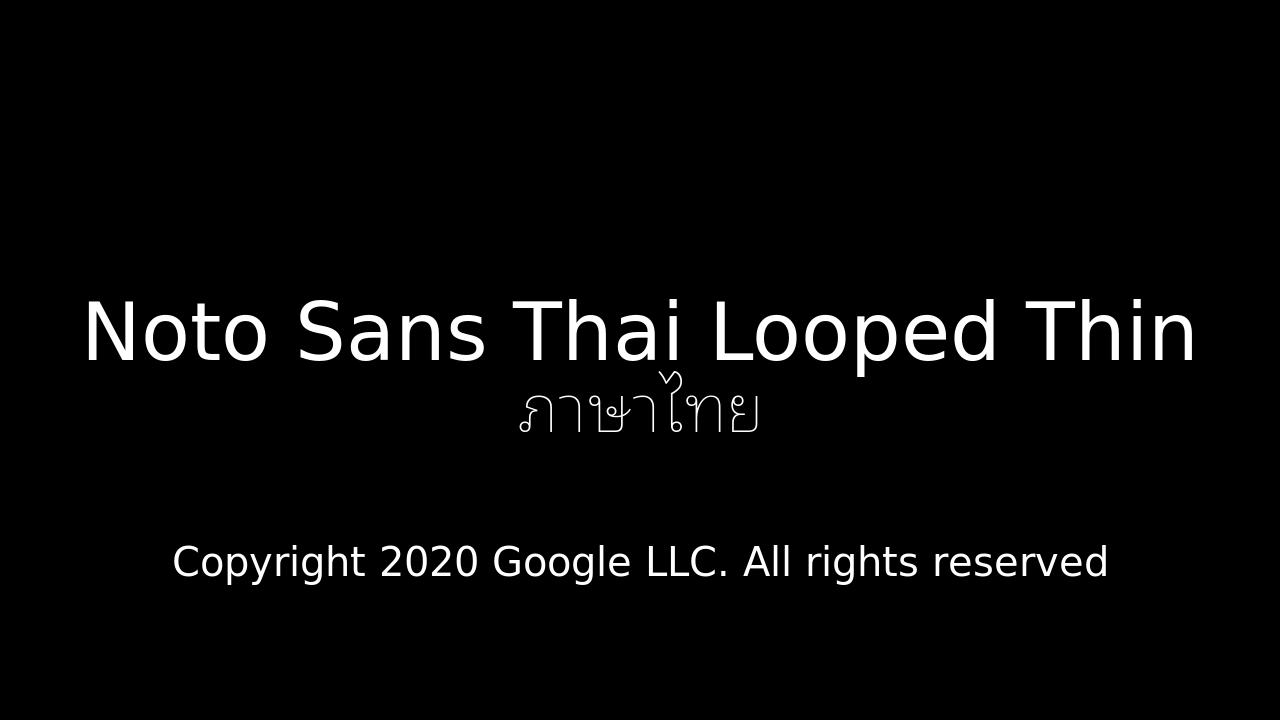 Noto Sans Thai Looped Thin
ภาษาไทย
Copyright 2020 Google LLC. All rights reserved